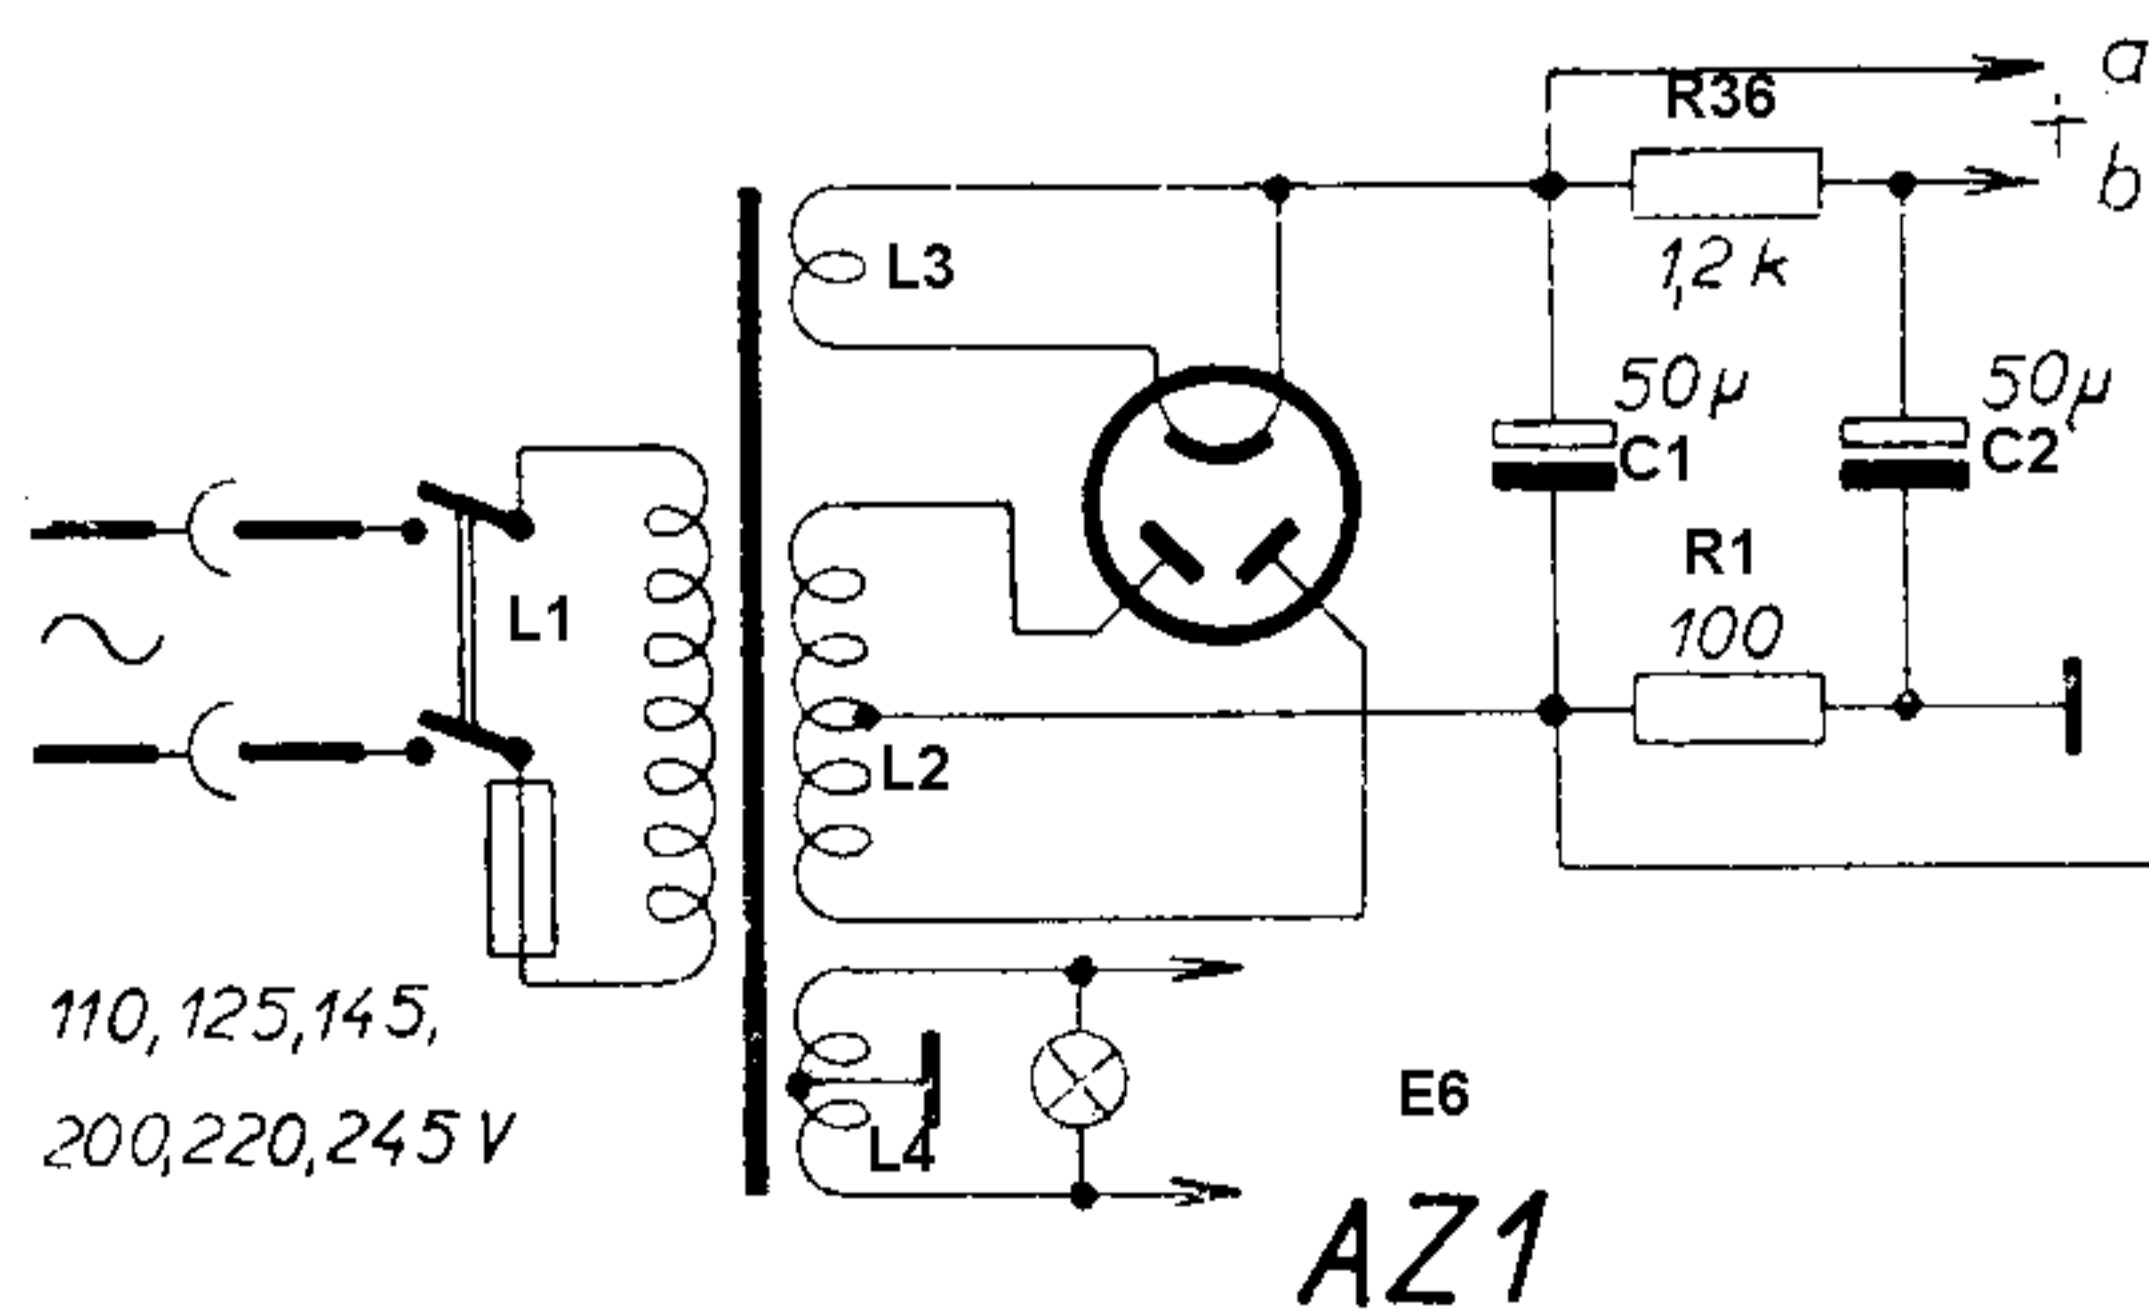 a
R36
+
b
1,2 k
L3
50µ
C1
50µ
C2
R1
100
L1
L2
110, 125, 145,
200, 220, 245 V
L4
E6
AZ1